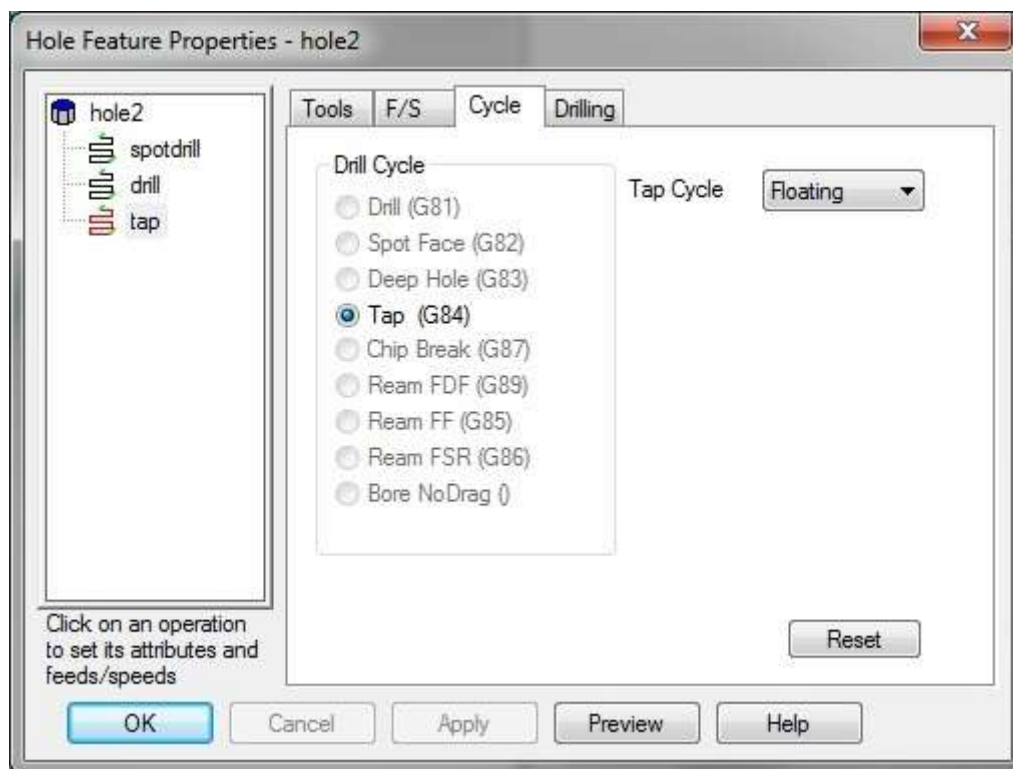 Hole Feature Properties - hole2
hole2
spotdrill
drill
tap
Click on an operation
to set its attributes and
feeds/speeds
Tools F/S Cycle Drilling
Drill Cycle
Drill (G81)
Spot Face (G82)
Deep Hole (G83)
Tap (G84)
Chip Break (G87)
Ream FDF (G89)
Ream FF (G85)
Ream FSR (G86)
Bore NoDrag ()
Tap Cycle Floating
Reset
OK Cancel Apply Preview Help